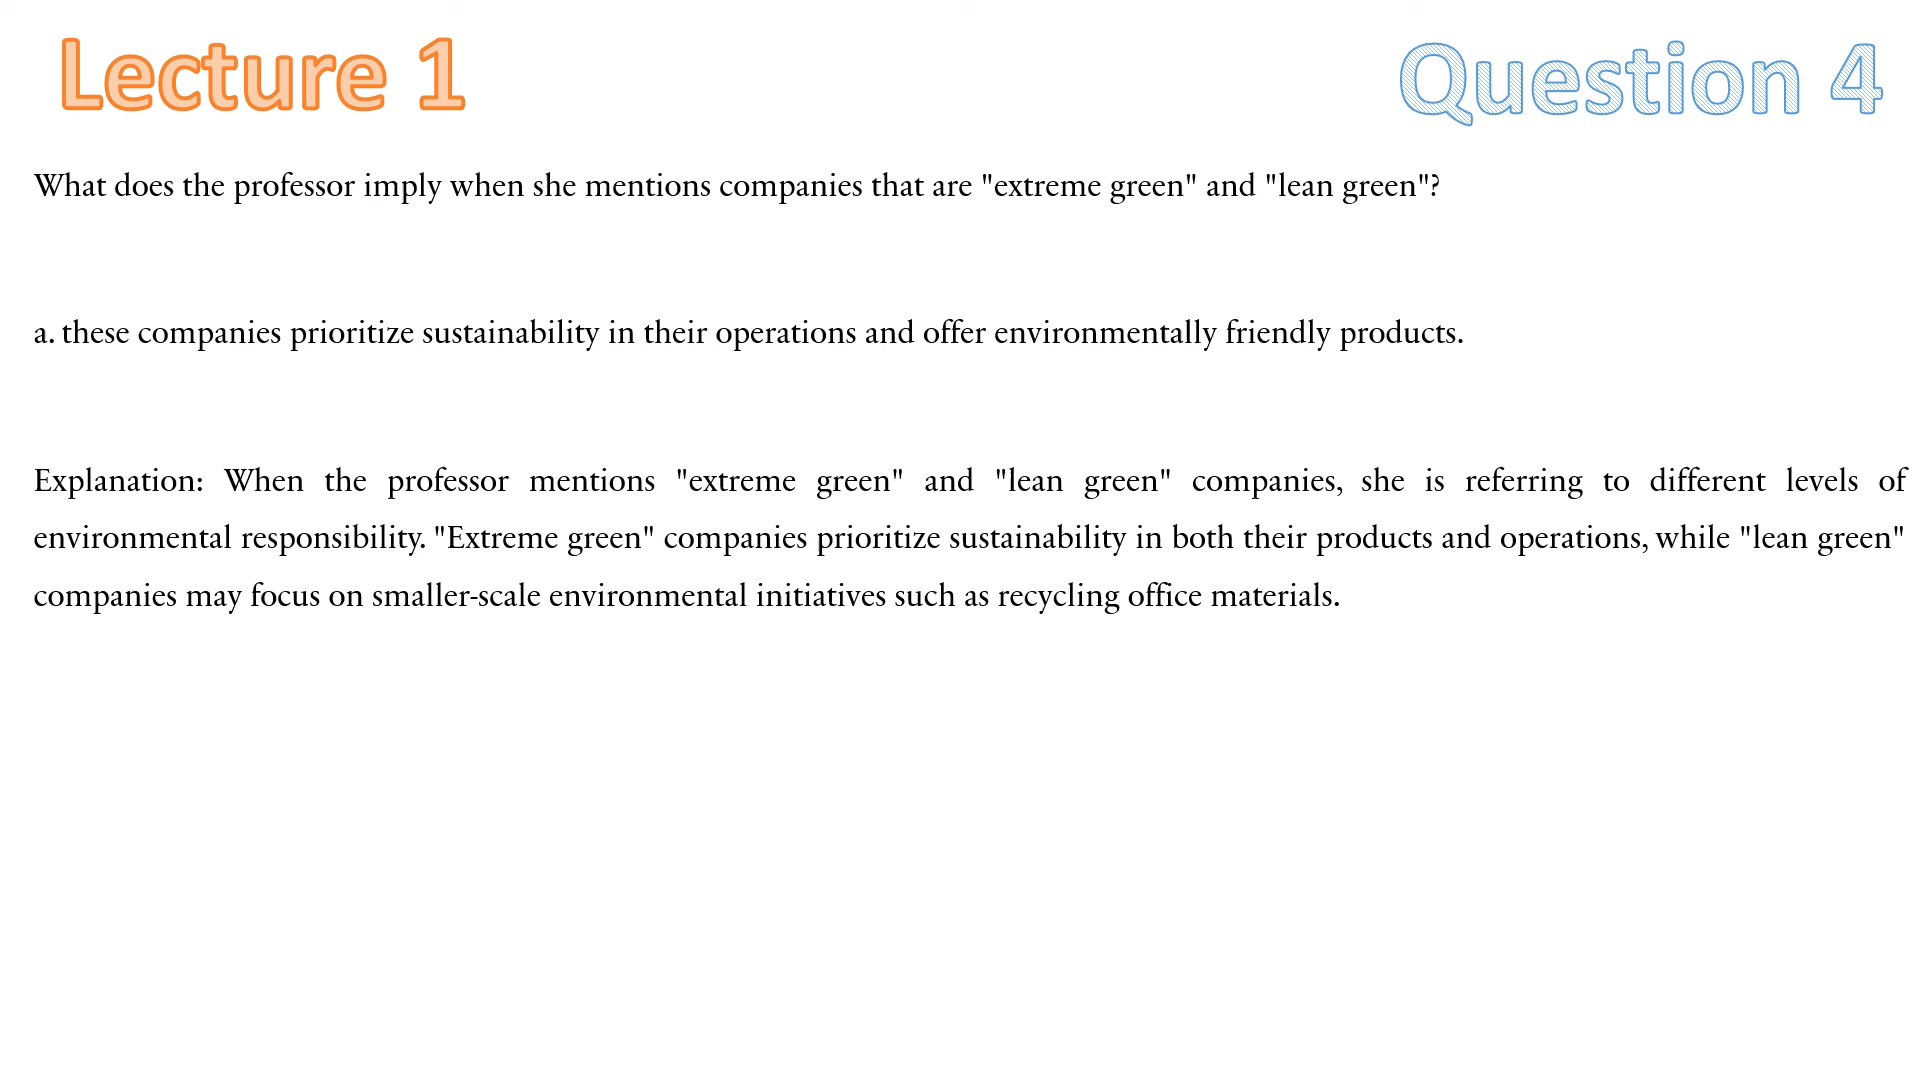 Lecture 1
Question 4
What does the professor imply when she mentions companies that are "extreme green" and "lean green"?
a. these companies prioritize sustainability in their operations and offer environmentally friendly products.
Explanation: When the professor mentions "extreme green" and "lean green" companies, she is referring to different levels of
environmental responsibility. "Extreme green" companies prioritize sustainability in both their products and operations, while "lean green"
companies may focus on smaller-scale environmental initiatives such as recycling office materials.